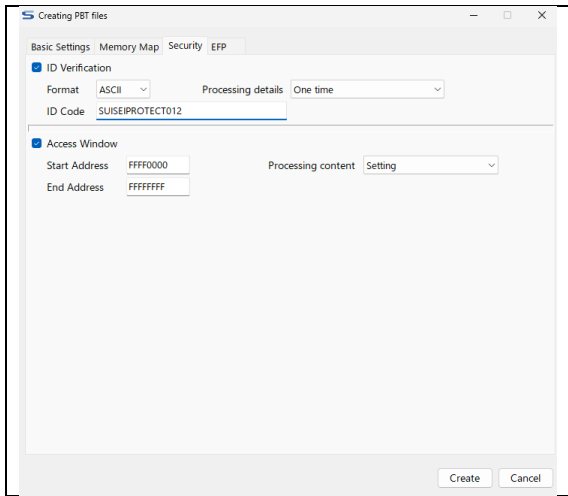 Creating PBT files
Basic Settings Memory Map Security EFP
ID Verification
Format ASCII Processing details One time
ID Code SUISEIPROTECT012
Access Window
Start Address FFFF0000 Processing content Setting
End Address FFFFFFFF
Create Cancel